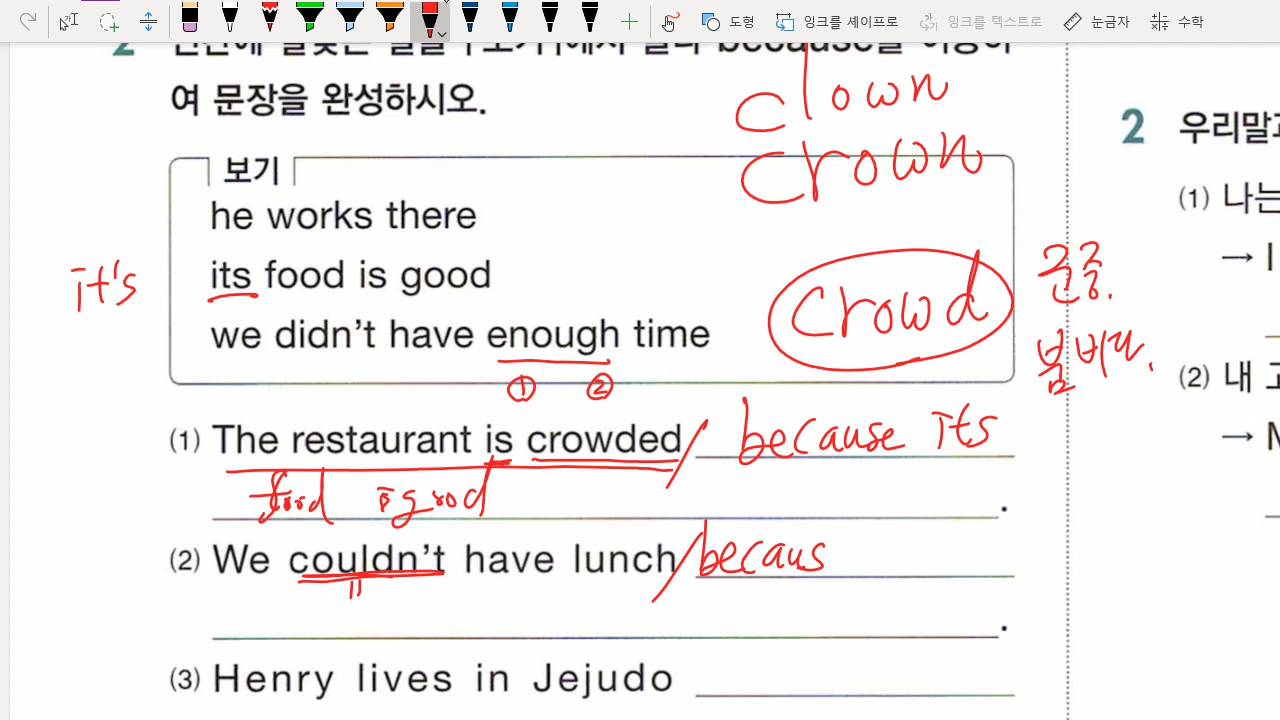 도형 잉크를 셰이프로 잉크를 텍스트로 눈금자 수학
2
because
여 문장을 완성하시오.
clown
crown
보기
he works there
its food is good
it's
we didn't have enough time
① ②
crowd
군중.
붐비다.
(1) The restaurant is crowded / because its
food is good .
(2) We couldn't have lunch / becaus
.
(3) Henry lives in Jejudo
2 우리말과
(1) 나는
→ I
(2) 내
→